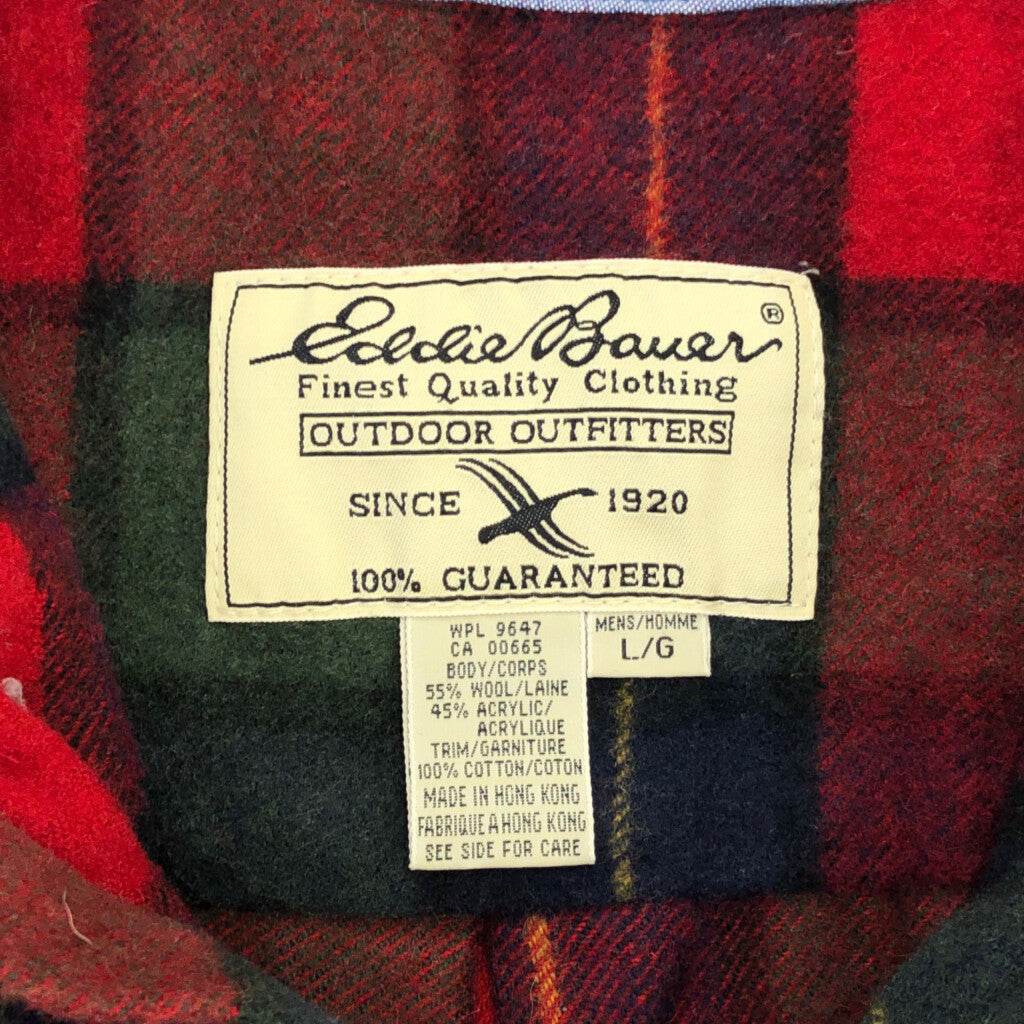 Eddie Bauer ®
Finest Quality Clothing
OUTDOOR OUTFITTERS
SINCE 1920
100% GUARANTEED
WPL 9647
CA 00665
BODY/CORPS
55% WOOL/LAINE
45% ACRYLIC/
ACRYLIQUE
TRIM/GARNITURE
100% COTTON/COTON
MADE IN HONG KONG
FABRIQUE A HONG KONG
SEE SIDE FOR CARE
MENS/HOMME
L/G